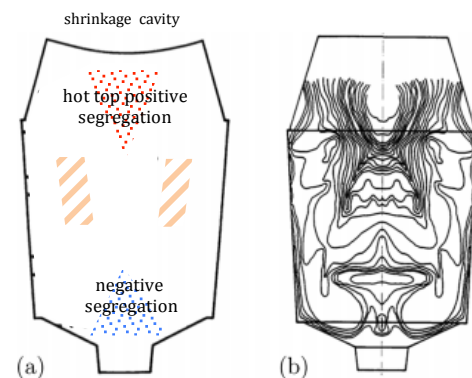 shrinkage cavity
hot top positive
segregation
negative
segregation
(a)
(b)